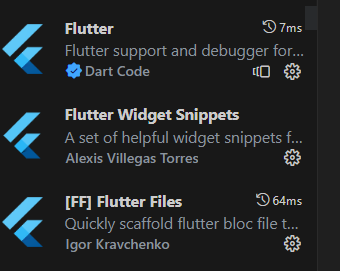 Flutter 7ms
Flutter support and debugger for...
Dart Code
Flutter Widget Snippets
A set of helpful widget snippets f...
Alexis Villegas Torres
[FF] Flutter Files 64ms
Quickly scaffold flutter bloc file t...
Igor Kravchenko